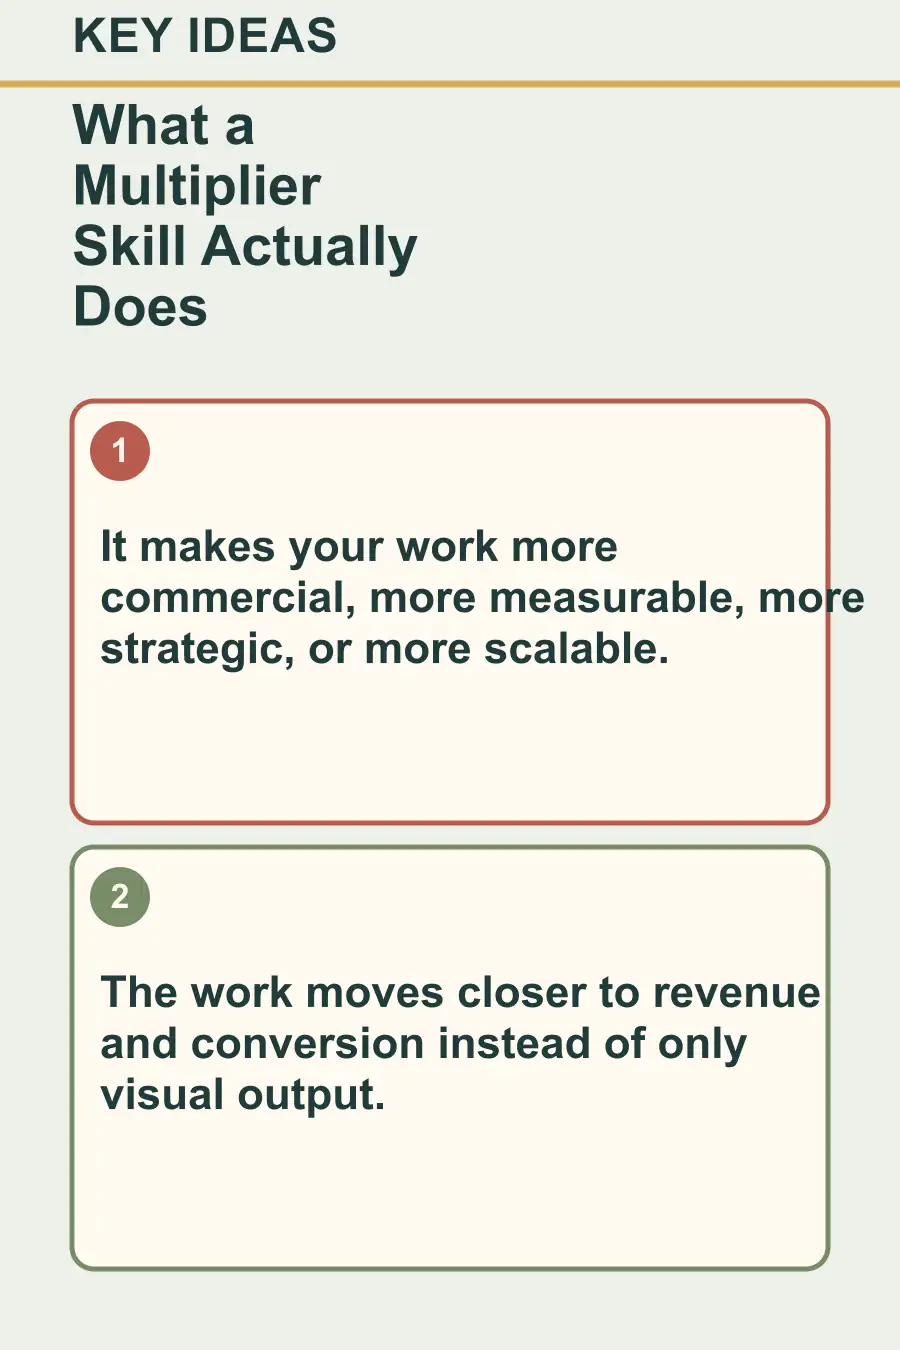 KEY IDEAS
What a
Multiplier
Skill Actually
Does
1
It makes your work more
commercial, more measurable, more
strategic, or more scalable.
2
The work moves closer to revenue
and conversion instead of only
visual output.